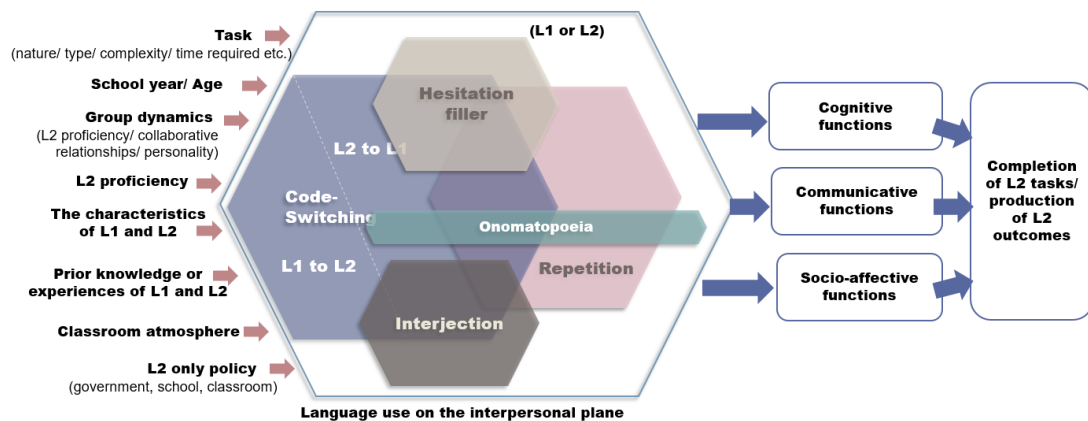 Task
(nature/ type/ complexity/ time required etc.)
School year/ Age
Group dynamics
(L2 proficiency/ collaborative
relationships/ personality)
L2 proficiency
The characteristics
of L1 and L2
Prior knowledge or
experiences of L1 and L2
Classroom atmosphere
L2 only policy
(government, school, classroom)
(L1 or L2)
Hesitation
filler
L2 to L1
Code-
Switching
Onomatopoeia
L1 to L2
Repetition
Interjection
Language use on the interpersonal plane
Cognitive
functions
Communicative
functions
Socio-affective
functions
Completion
of L2 tasks/
production
of L2
outcomes